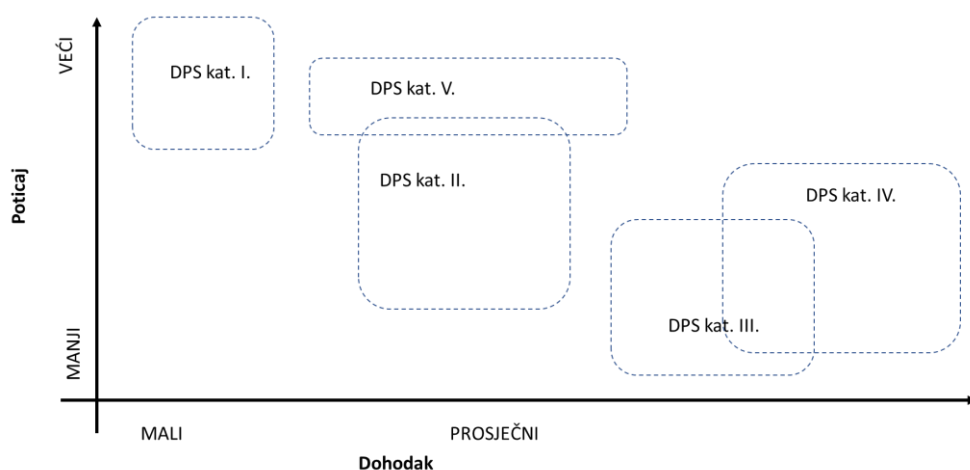 VEĆI
DPS kat. I.
DPS kat. V.
DPS kat. II.
Poticaj
DPS kat. IV.
DPS kat. III.
MANJI
MALI
PROSJEČNI
Dohodak